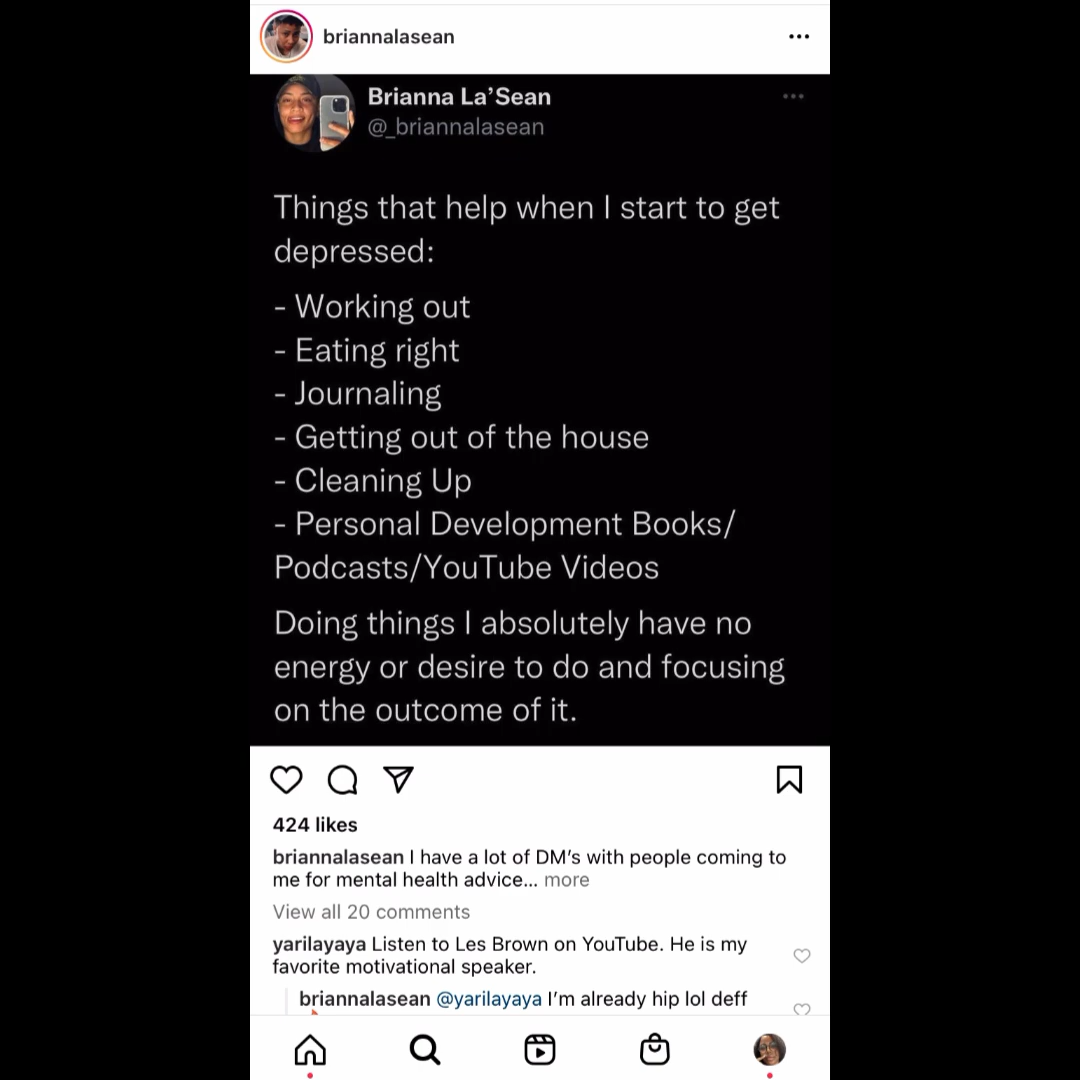 briannalasean
Brianna La’Sean
@_briannalasean
Things that help when I start to get
depressed:
- Working out
- Eating right
- Journaling
- Getting out of the house
- Cleaning Up
- Personal Development Books/
Podcasts/YouTube Videos
Doing things I absolutely have no
energy or desire to do and focusing
on the outcome of it.
424 likes
briannalasean I have a lot of DM’s with people coming to
me for mental health advice... more
View all 20 comments
yarilayaya Listen to Les Brown on YouTube. He is my
favorite motivational speaker.
briannalasean @yarilayaya I’m already hip lol deff